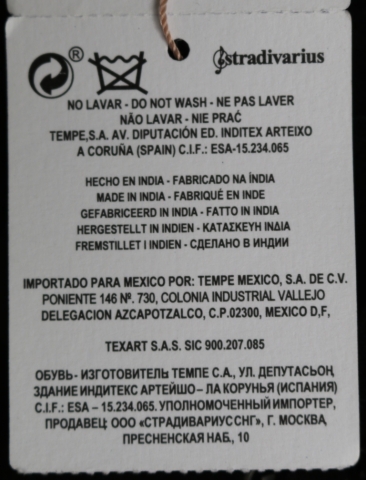 ® stradivarius
NO LAVAR - DO NOT WASH - NE PAS LAVER
NÃO LAVAR - NIE PRAĆ
TEMPE,S.A. AV. DIPUTACIÓN ED. INDITEX ARTEIXO
A CORUÑA (SPAIN) C.I.F.: ESA-15.234.065
HECHO EN INDIA - FABRICADO NA ÍNDIA
MADE IN INDIA - FABRIQUÉ EN INDE
GEFABRICEERD IN INDIA - FATTO IN INDIA
HERGESTELLT IN INDIEN - ΚΑΤΑΣΚΕΥΗ ΙΝΔΙΑ
FREMSTILLET I INDIEN - СДЕЛАНО В ИНДИИ
IMPORTADO PARA MEXICO POR: TEMPE MEXICO, S.A. DE C.V.
PONIENTE 146 Nº. 730, COLONIA INDUSTRIAL VALLEJO
DELEGACION AZCAPOTZALCO, C.P.02300, MEXICO D,F,
TEXART S.A.S. SIC 900.207.085
ОБУВЬ- ИЗГОТОВИТЕЛЬ ТЕМПЕ С.А., УЛ. ДЕПУТАСЬОН,
ЗДАНИЕ ИНДИТЕКС АРТЕЙШО – ЛА КОРУНЬЯ (ИСПАНИЯ)
C.I.F.: ESA – 15.234.065. УПОЛНОМОЧЕННЫЙ ИМПОРТЕР,
ПРОДАВЕЦ: ООО «СТРАДИВАРИУС СНГ», Г. МОСКВА,
ПРЕСНЕНСКАЯ НАБ., 10